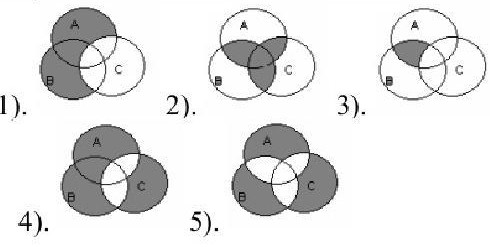 A A A
C C C
B B B
1). 2). 3).
A A
B C B C
4). 5).